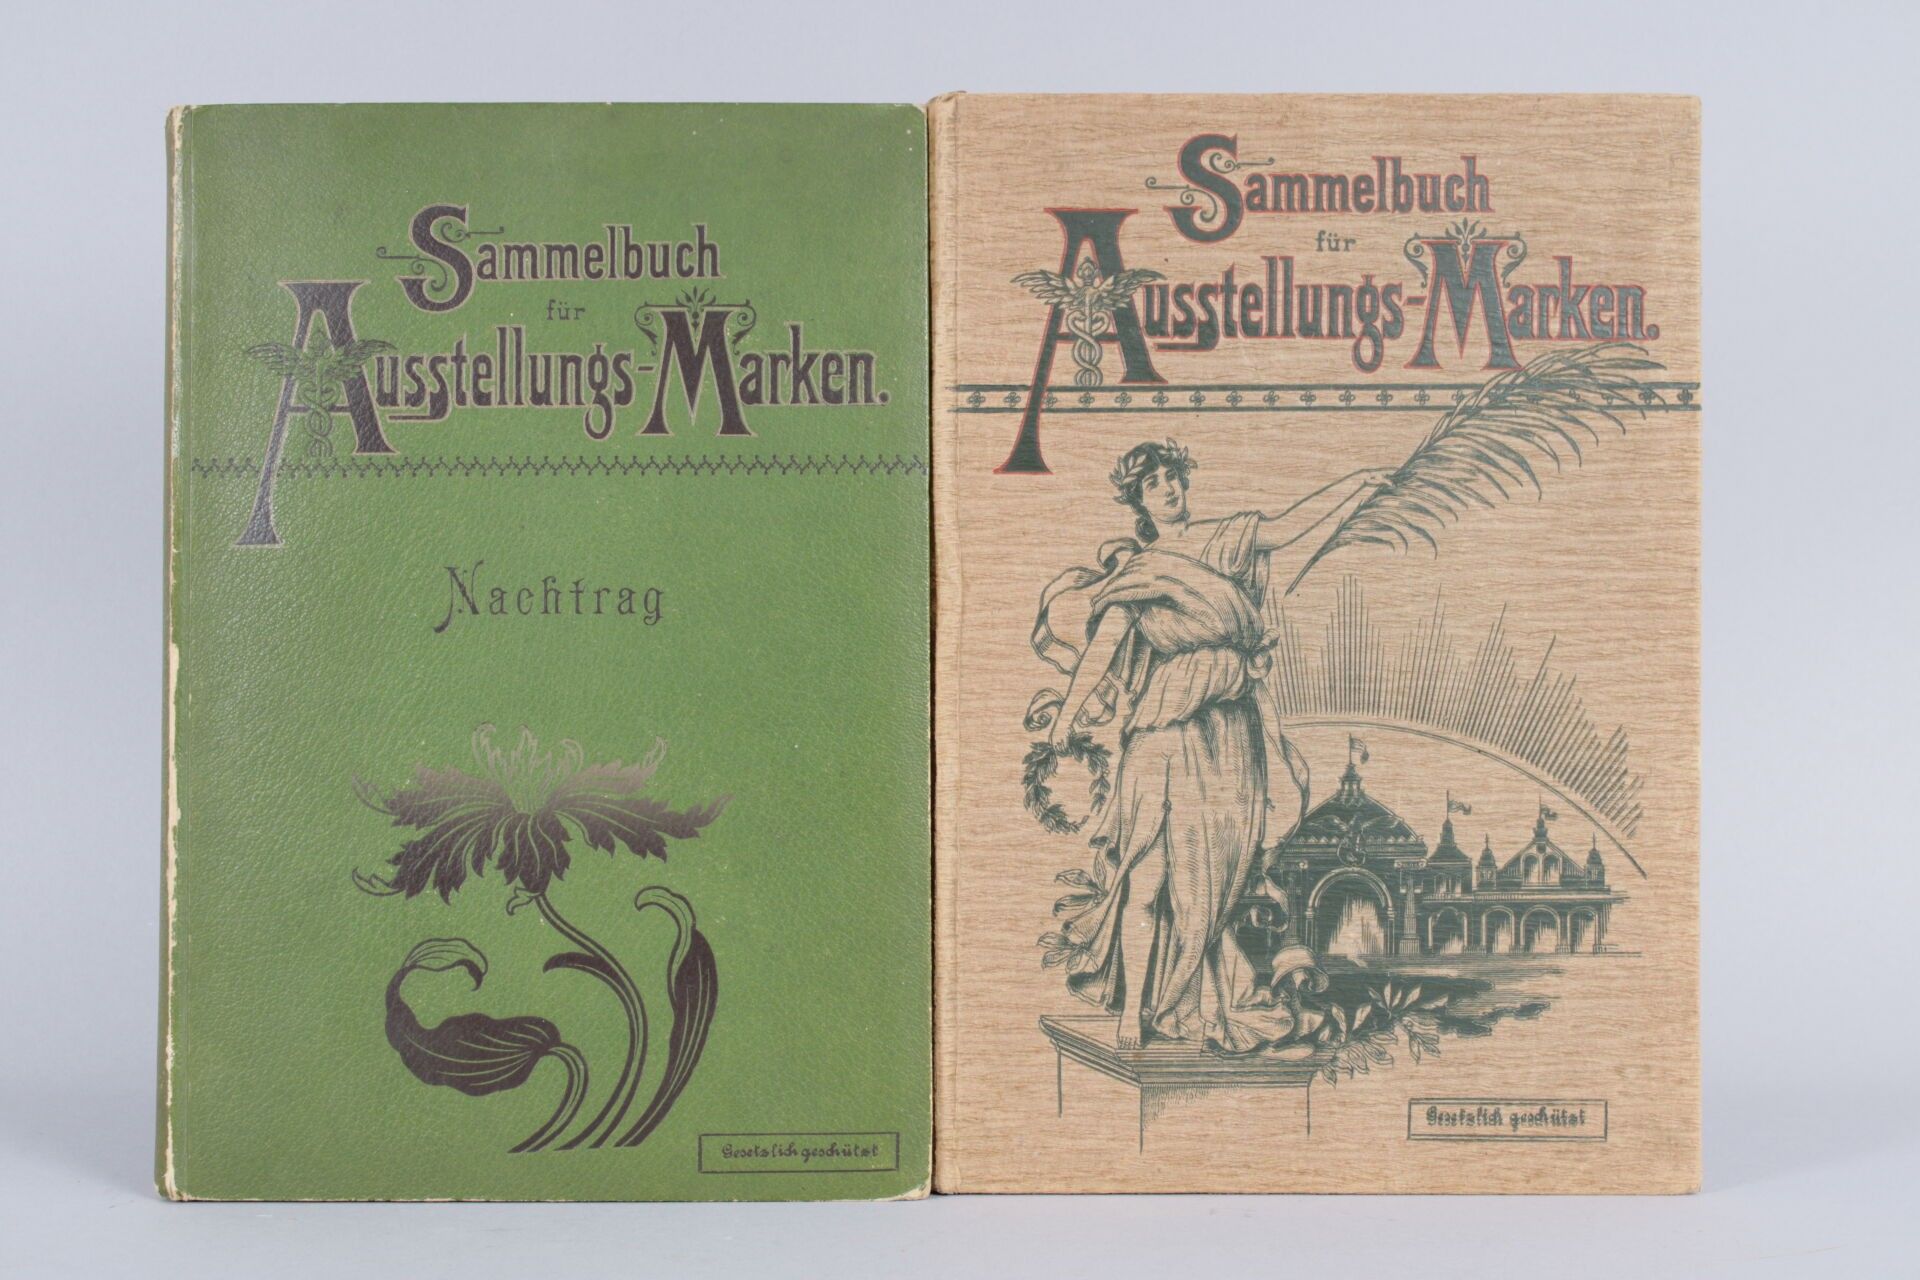 Sammelbuch
für
Ausstellungs-Marken.
Nachtrag
Gesetzlich geschützt
Sammelbuch
für
Ausstellungs-Marken.
Gesetzlich geschützt